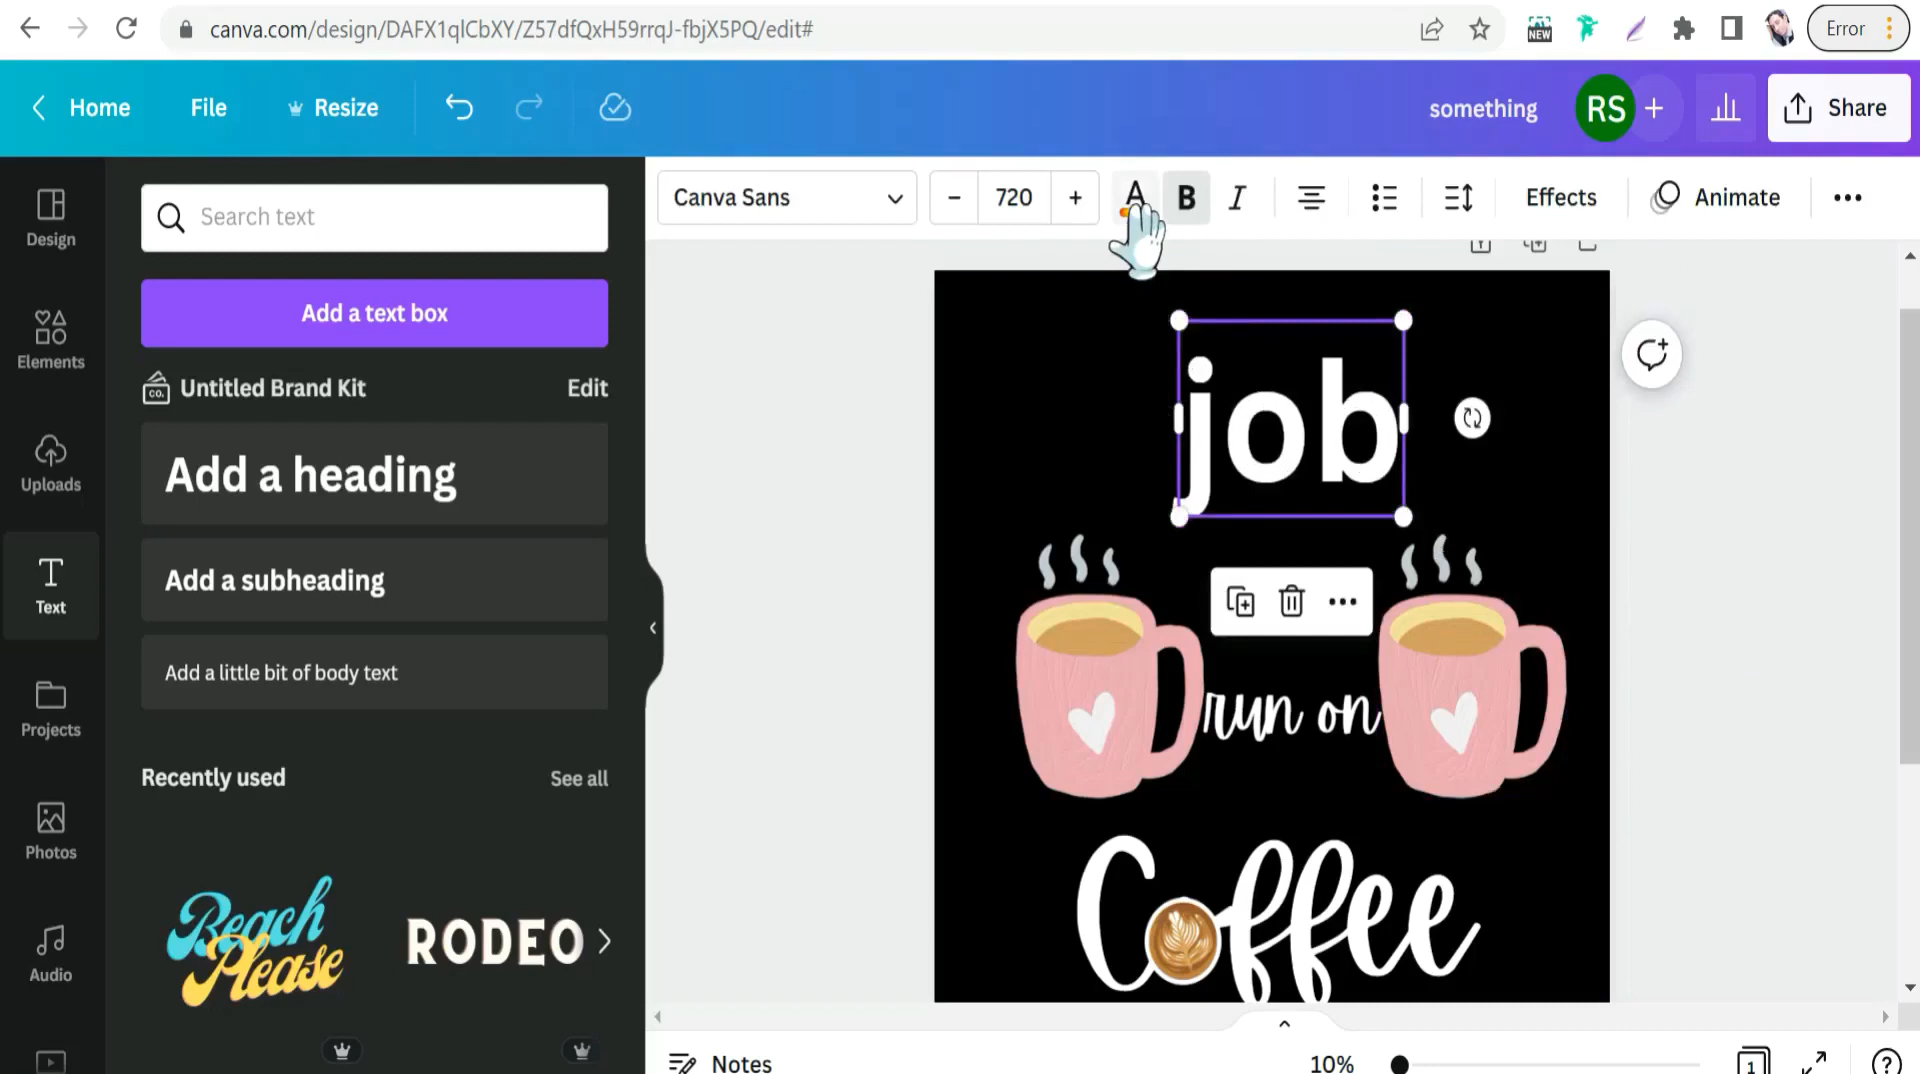 canva.com/design/DAFX1qlCbXY/Z57dfQxH59rrqJ-fbjX5PQ/edit#
NEW
Error
Home
File
Resize
something
RS
+
Share
Design
Elements
Uploads
Text
Projects
Photos
Audio
Search text
Add a text box
CO.
Untitled Brand Kit
Edit
Add a heading
Add a subheading
Add a little bit of body text
Recently used
See all
Beach
Please
RODEO
Canva Sans
– 720 +
A
B
I
Effects
Animate
job
run on
Coffee
Notes
10%
1
?